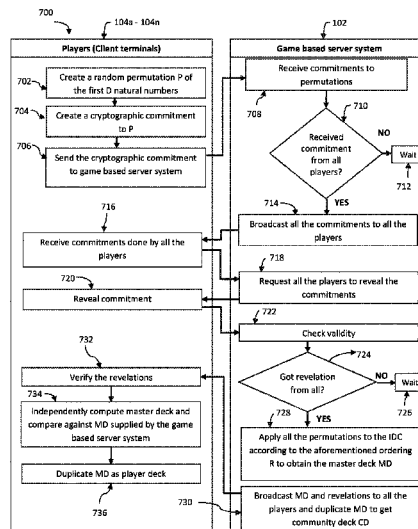 700
104a - 104n
102
Players (Client terminals)
Game based server system
702
Create a random permutation P of
the first D natural numbers
704
Create a cryptographic commitment
to P
706
Send the cryptographic commitment
to game based server system
Receive commitments to
permutations
708
710
Received
commitment
from all
players?
NO
Wait
712
YES
714
Broadcast all the commitments to all the
players
716
Receive commitments done by all the
players
718
Request all the players to reveal the
commitments
720
Reveal commitment
722
Check validity
724
Got revelation
from all?
NO
Wait
726
YES
728
732
Verify the revelations
734
Independently compute master deck and
compare against MD supplied by the game
based server system
Apply all the permutations to the IDC
according to the aforementioned ordering
R to obtain the master deck MD
Duplicate MD as player deck
736
730
Broadcast MD and revelations to all the
players and duplicate MD to get
community deck CD